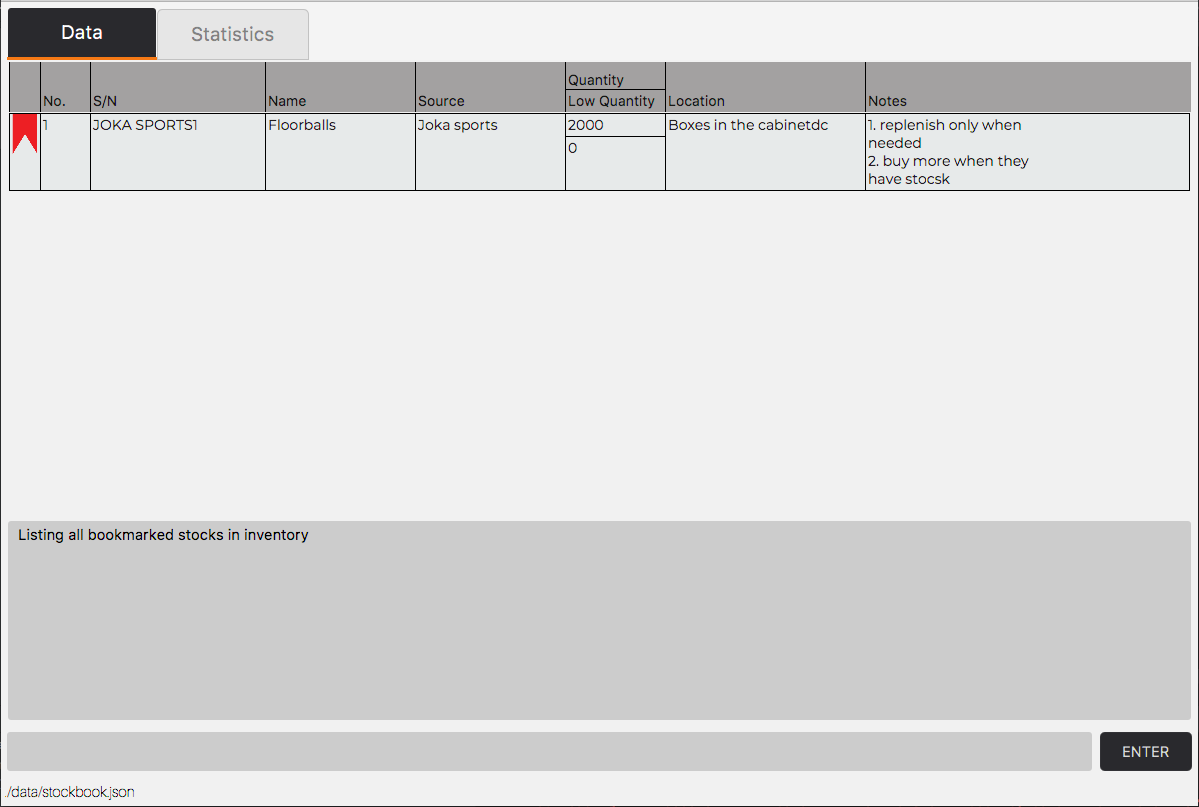 Data
Statistics
No.
S/N
Name
Source
Quantity
Low Quantity
Location
Notes
1
JOKA SPORTS1
Floorballs
Joka sports
2000
0
Boxes in the cabinetdc
1. replenish only when
needed
2. buy more when they
have stocsk
Listing all bookmarked stocks in inventory
ENTER
./data/stockbook.json